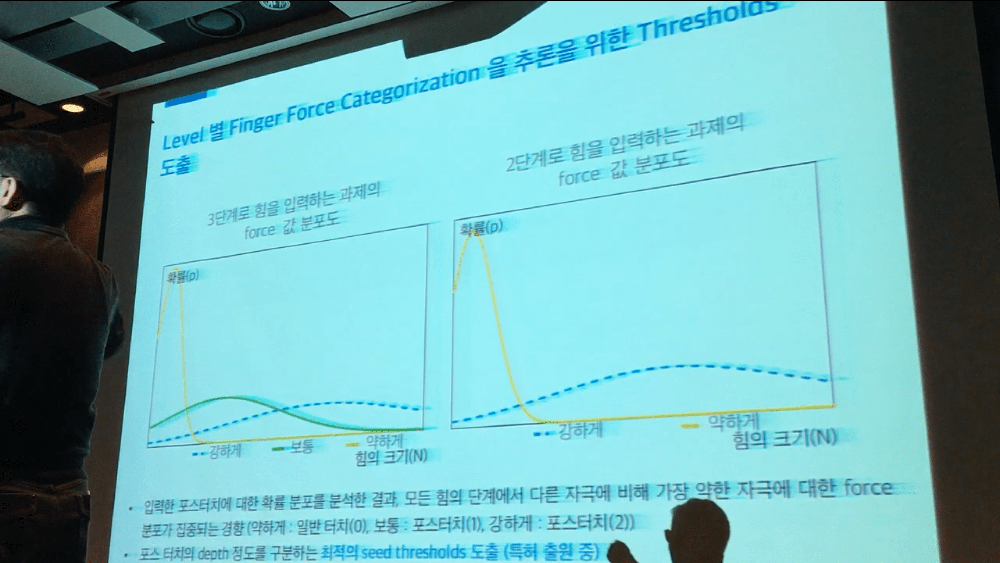 Level 별 Finger Force Categorization 을 추론을 위한 Thresholds
도출
3단계로 힘을 입력하는 과제의
force 값 분포도
확률(p)
강하게 보통 약하게
힘의 크기(N)
2단계로 힘을 입력하는 과제의
force 값 분포도
확률(p)
강하게 약하게
힘의 크기(N)
• 입력한 포스터치에 대한 확률 분포를 분석한 결과, 모든 힘의 단계에서 다른 자극에 비해 가장 약한 자극에 대한 force
분포가 집중되는 경향 (약하게 : 일반 터치(0), 보통 : 포스터치(1), 강하게 : 포스터치(2))
• 포스 터치의 depth 정도를 구분하는 최적의 seed thresholds 도출 (특허 출원 중)